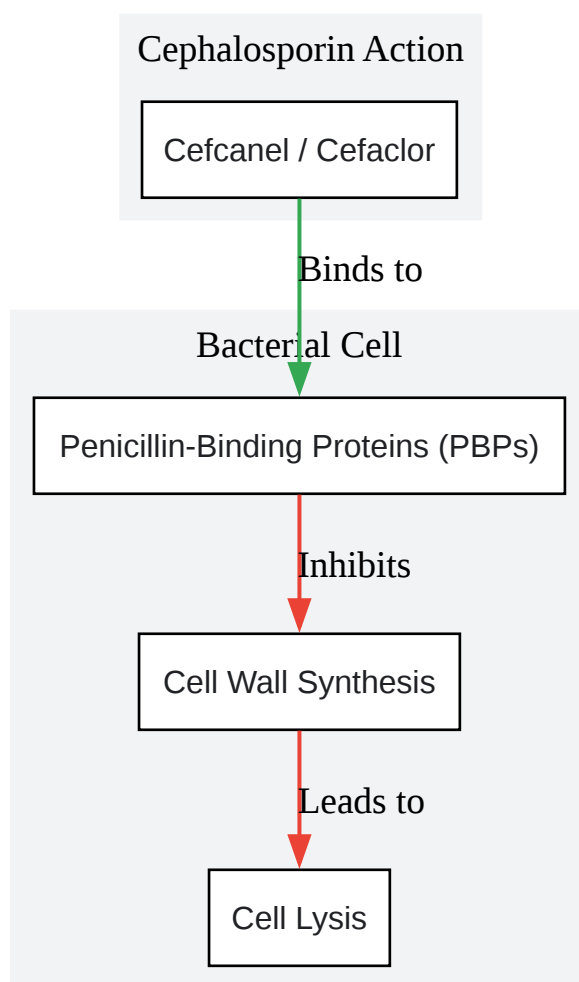 Cephalosporin Action
Cefcanel / Cefaclor
Binds to
Bacterial Cell
Penicillin-Binding Proteins (PBPs)
Inhibits
Cell Wall Synthesis
Leads to
Cell Lysis